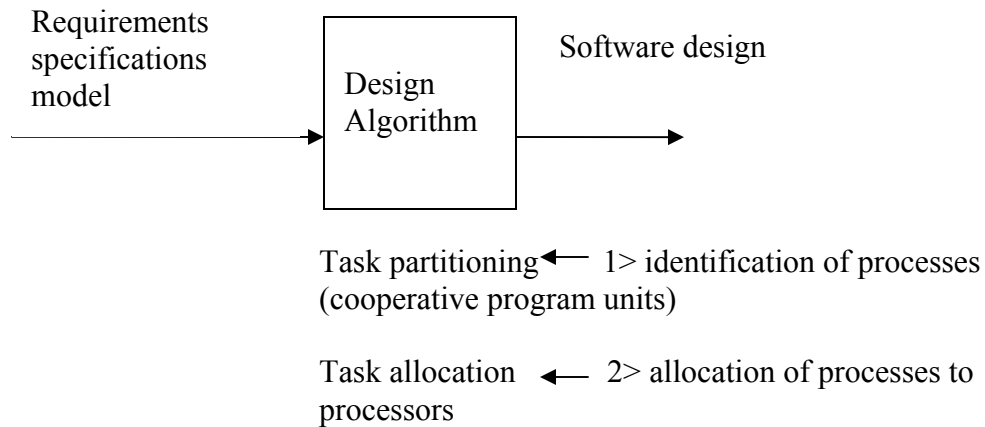 Requirements
specifications
model
Design
Algorithm
Software design
Task partitioning 1> identification of processes
(cooperative program units)
Task allocation 2> allocation of processes to
processors